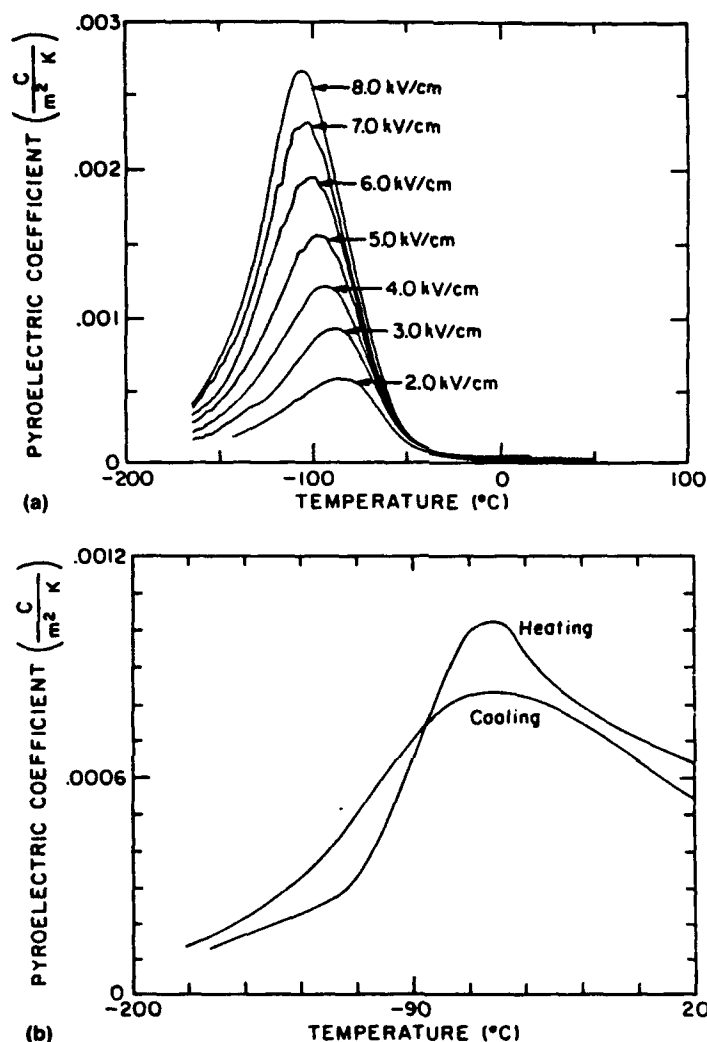 (a)
PYROELECTRIC COEFFICIENT (C/m² K)
.003
.002
.001
0
8.0 kV/cm
7.0 kV/cm
6.0 kV/cm
5.0 kV/cm
4.0 kV/cm
3.0 kV/cm
2.0 kV/cm
-200
-100
0
100
TEMPERATURE (°C)
(b)
PYROELECTRIC COEFFICIENT (C/m² K)
.0012
.0006
0
Heating
Cooling
-200
-90
20
TEMPERATURE (°C)